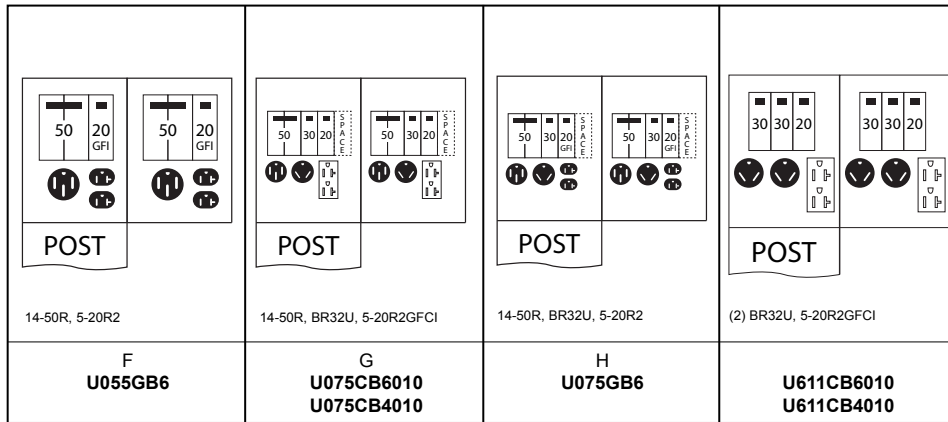 50 20 50 20
GFI GFI
POST
14-50R, 5-20R2
F
U055GB6
50 30 20 SPACE 50 30 20 SPACE
POST
14-50R, BR32U, 5-20R2GFCI
G
U075CB6010
U075CB4010
50 30 20 SPACE 50 30 20 SPACE
GFI GFI
POST
14-50R, BR32U, 5-20R2
H
U075GB6
30 30 20 30 30 20
POST
(2) BR32U, 5-20R2GFCI
U611CB6010
U611CB4010